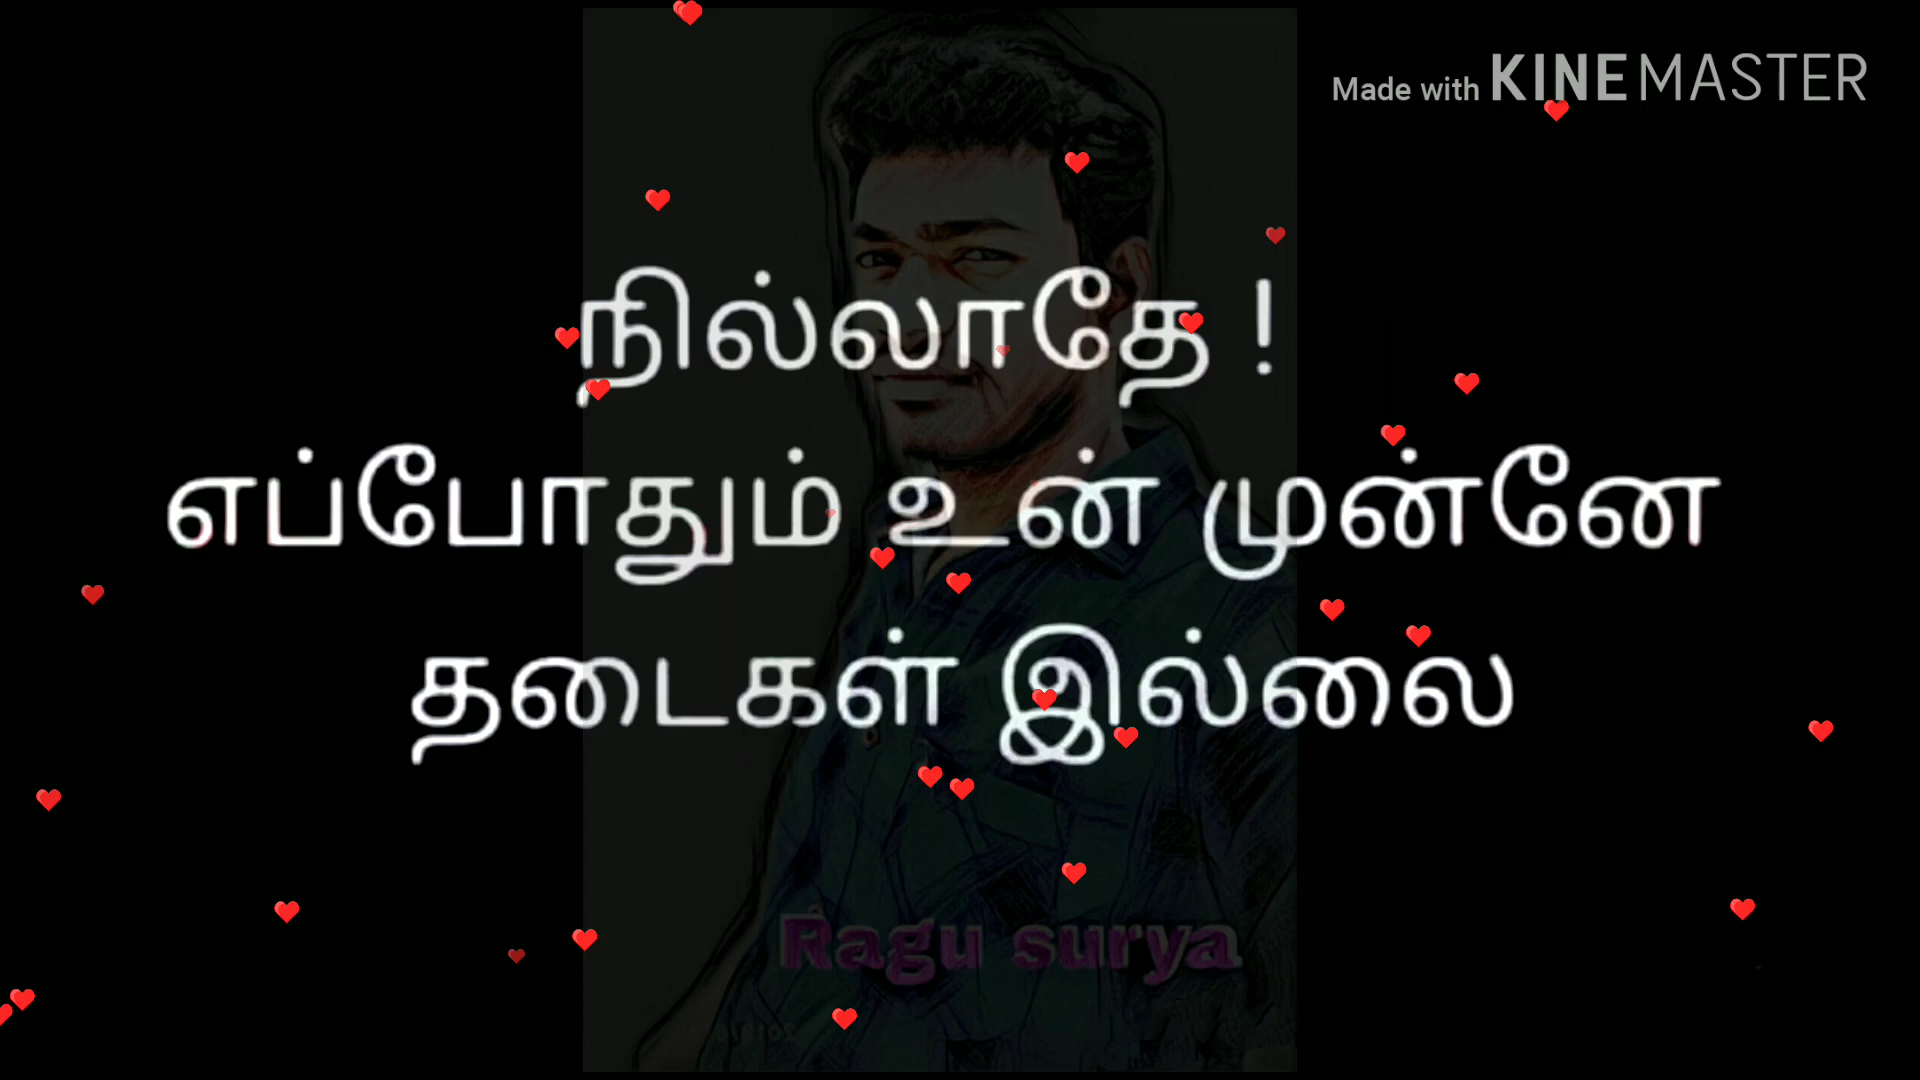 Made with KINEMASTER
நில்லாதே !
எப்போதும் உன் முன்னே
தடைகள் இல்லை
Ragu surya